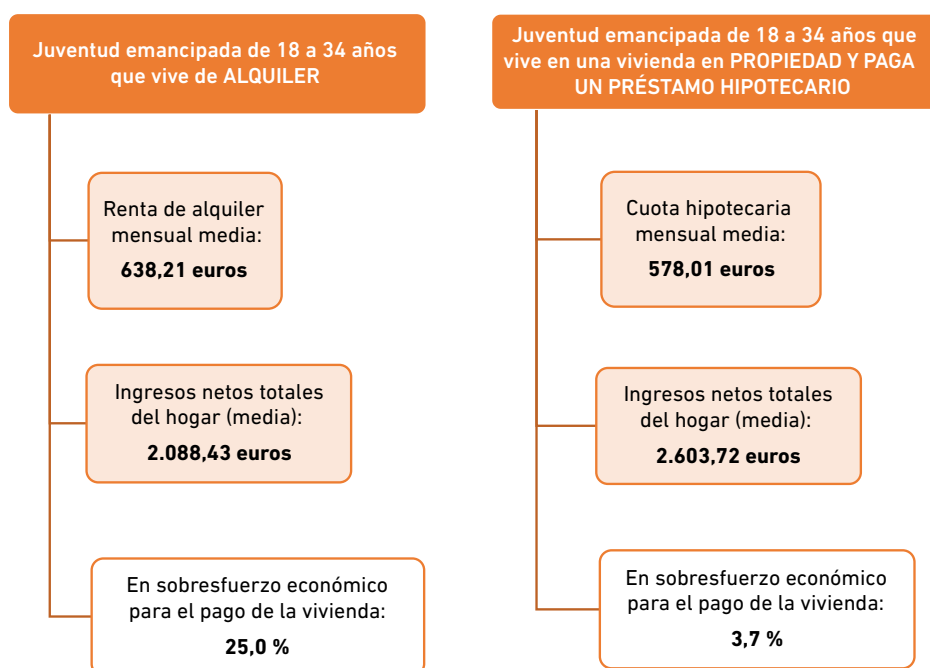 Juventud emancipada de 18 a 34 años
que vive de ALQUILER
Renta de alquiler
mensual media:
638,21 euros
Ingresos netos totales
del hogar (media):
2.088,43 euros
En sobresfuerzo económico
para el pago de la vivienda:
25,0 %
Juventud emancipada de 18 a 34 años que
vive en una vivienda en PROPIEDAD Y PAGA
UN PRÉSTAMO HIPOTECARIO
Cuota hipotecaria
mensual media:
578,01 euros
Ingresos netos totales
del hogar (media):
2.603,72 euros
En sobresfuerzo económico
para el pago de la vivienda:
3,7 %